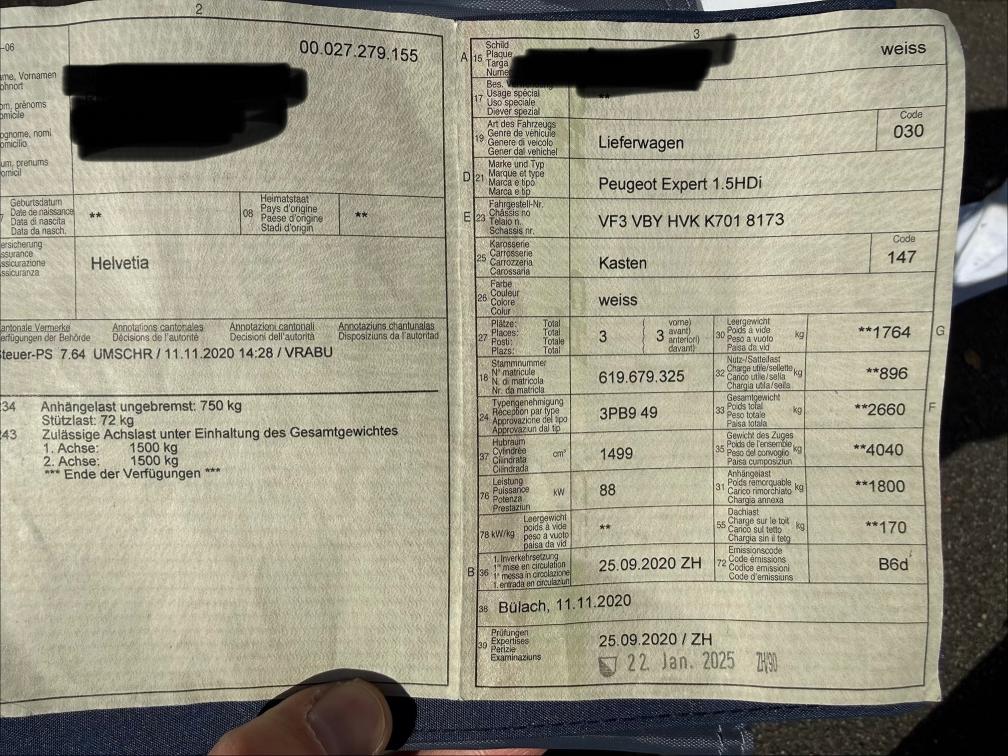 2
-06
00.027.279.155
me, Vornamen
ohnort
om, prénoms
omicile
ognome, nomi
omicilio
um, prenums
omicil
Geburtsdatum
Date de naissance
Data di nascita
Data da nasch.
**
08
Heimatstaat
Pays d'origine
Paese d'origine
Stadi d'origin
**
ersicherung
ssurance
ssicurazione
ssicuranza
Helvetia
antonale Vermerke
erfügungen der Behörde
Annotations cantonales
Décisions de l'autorité
Annotazioni cantonali
Decisioni dell'autorità
Annotaziuns chantunalas
Disposiziuns da l'autoritad
teuer-PS 7.64 UMSCHR / 11.11.2020 14:28 / VRABU
34 Anhängelast ungebremst: 750 kg
Stützlast: 72 kg
43 Zulässige Achslast unter Einhaltung des Gesamtgewichtes
1. Achse: 1500 kg
2. Achse: 1500 kg
*** Ende der Verfügungen ***
3
A 15
Schild
Plaque
Targa
weiss
17
Bes.
Usage spécial
Uso speciale
Diever spezial
**
19
Art des Fahrzeugs
Genre de véhicule
Genere di veicolo
Gener dal vehichel
Lieferwagen
Code
030
D 21
Marke und Typ
Marque et type
Marca e tipo
Marca e tip
Peugeot Expert 1.5HDi
E 23
Fahrgestell-Nr.
Châssis no
Telaio n.
Schassis nr.
VF3 VBY HVK K701 8173
25
Karosserie
Carrosserie
Carrozzeria
Carossaria
Kasten
Code
147
26
Farbe
Couleur
Colore
Colur
weiss
27
Plätze: Total
Places: Total
Posti: Totale
Plazs: Total
3
( 3
vorne)
avant)
anteriori)
davant)
30
Leergewicht
Poids à vide
Peso a vuoto
Paisa da vid
kg
**1764
G
18
Stammnummer
N° matricule
N. di matricola
Nr. da matricla
619.679.325
32
Nutz-/Sattellast
Charge utile/sellette
Carico utile/sella
Chargia utila/sella
kg
**896
24
Typengenehmigung
Réception par type
Approvazione del tipo
Approvaziun dal tip
3PB9 49
33
Gesamtgewicht
Poids total
Peso totale
Paisa totala
kg
**2660
F
37
Hubraum
Cylindrée
Cilindrata
Cilindrada
cm³
1499
35
Gewicht des Zuges
Poids de l'ensemble
Peso del convoglio
Paisa cumposiziun
kg
**4040
76
Leistung
Puissance
Potenza
Prestaziun
kW
88
31
Anhängelast
Poids remorquable
Carico rimorchiato
Chargia annexa
kg
**1800
78 kW/kg
Leergewicht
poids à vide
peso a vuoto
paisa da vid
**
55
Dachlast
Charge sur le toit
Carico sul tetto
Chargia sin il tetg
kg
**170
B 36
1. Inverkehrsetzung
1re mise en circulation
1a messa in circolazione
1. entrada en circulaziun
25.09.2020 ZH
72
Emissionscode
Code émissions
Codice emissioni
Code d'emissiuns
B6d
38 Bülach, 11.11.2020
39
Prüfungen
Expertises
Perizie
Examinaziuns
25.09.2020 / ZH
22. Jan. 2025 ZH/90